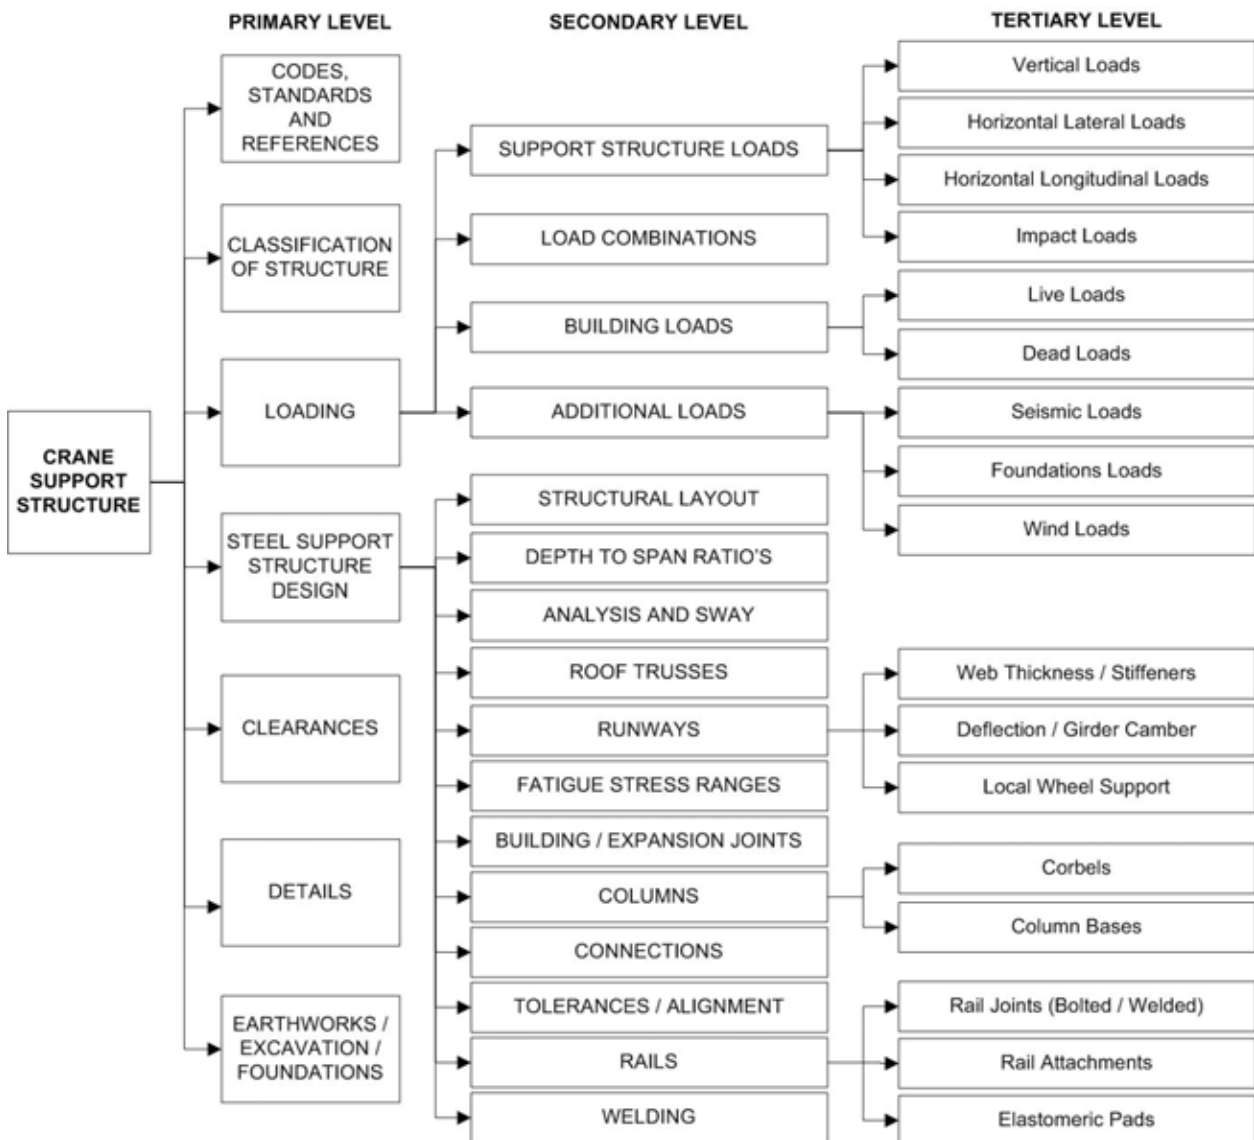 PRIMARY LEVEL
SECONDARY LEVEL
TERTIARY LEVEL
CRANE
SUPPORT
STRUCTURE
CODES,
STANDARDS
AND
REFERENCES
CLASSIFICATION
OF STRUCTURE
LOADING
STEEL SUPPORT
STRUCTURE
DESIGN
CLEARANCES
DETAILS
EARTHWORKS /
EXCAVATION /
FOUNDATIONS
SUPPORT STRUCTURE LOADS
LOAD COMBINATIONS
BUILDING LOADS
ADDITIONAL LOADS
STRUCTURAL LAYOUT
DEPTH TO SPAN RATIO'S
ANALYSIS AND SWAY
ROOF TRUSSES
RUNWAYS
FATIGUE STRESS RANGES
BUILDING / EXPANSION JOINTS
COLUMNS
CONNECTIONS
TOLERANCES / ALIGNMENT
RAILS
WELDING
Vertical Loads
Horizontal Lateral Loads
Horizontal Longitudinal Loads
Impact Loads
Live Loads
Dead Loads
Seismic Loads
Foundations Loads
Wind Loads
Web Thickness / Stiffeners
Deflection / Girder Camber
Local Wheel Support
Corbels
Column Bases
Rail Joints (Bolted / Welded)
Rail Attachments
Elastomeric Pads